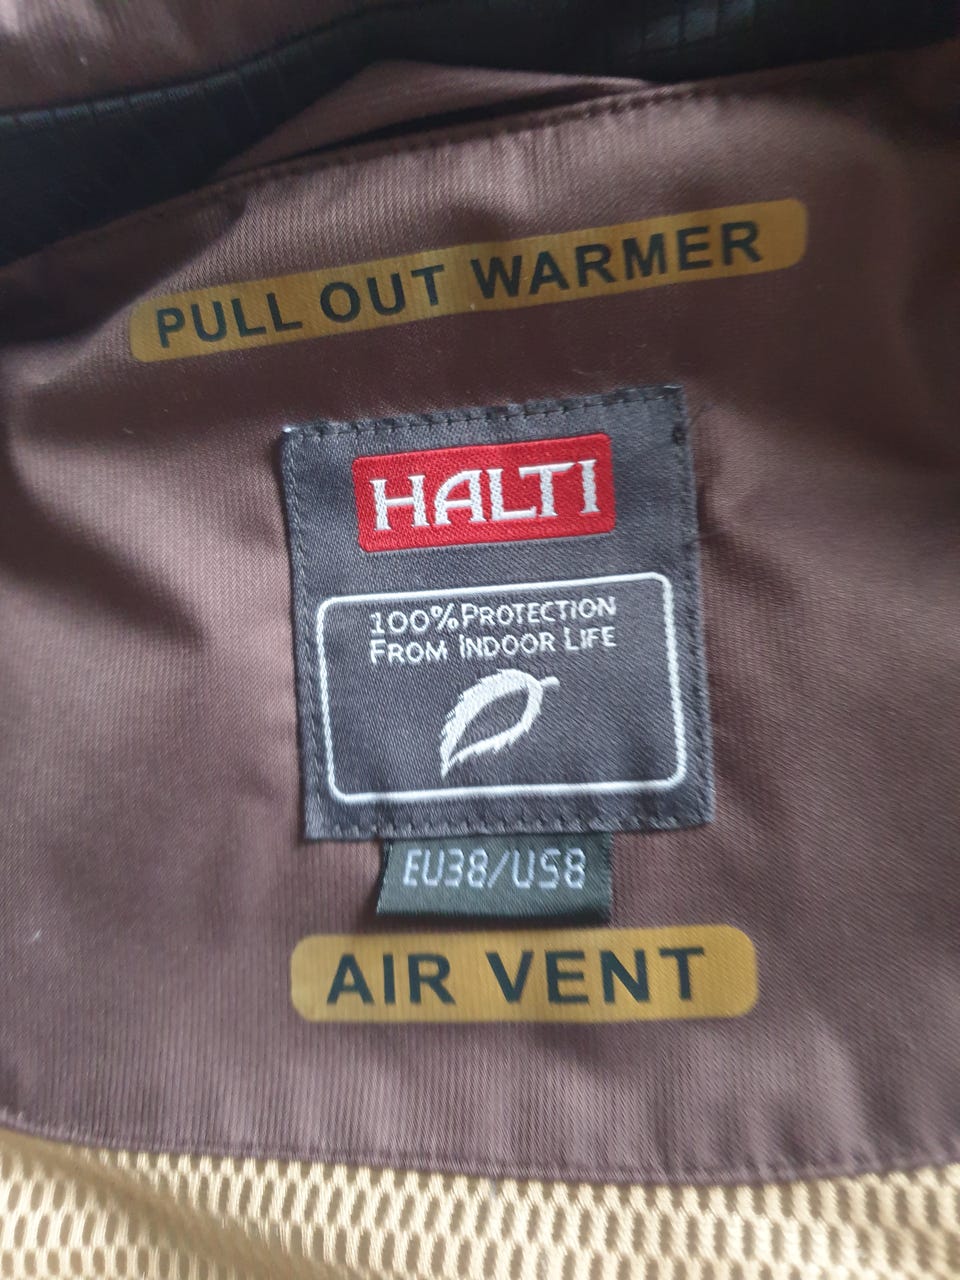 PULL OUT WARMER
HALTI
100% PROTECTION
FROM INDOOR LIFE
EU38/US8
AIR VENT